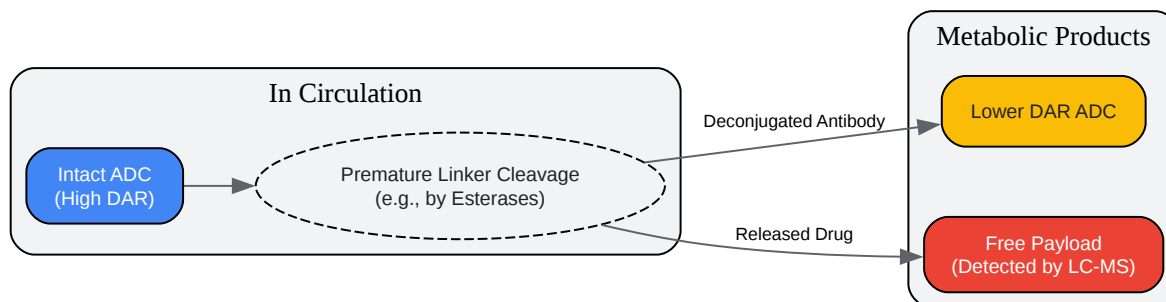 In Circulation
Intact ADC
(High DAR)
Premature Linker Cleavage
(e.g., by Esterases)
Deconjugated Antibody
Released Drug
Metabolic Products
Lower DAR ADC
Free Payload
(Detected by LC-MS)